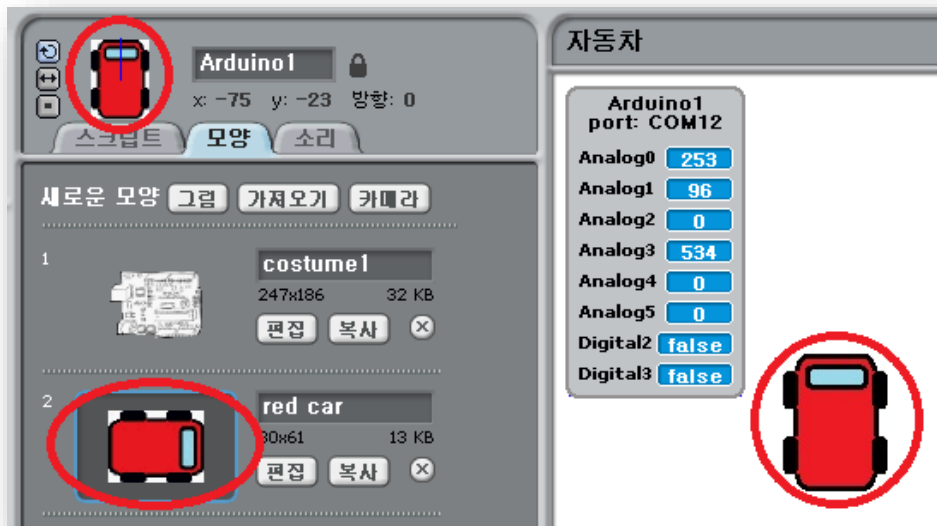 Arduino1
x: -75 y: -23 방향: 0
스크립트 모양 소리
새로운 모양 그림 가져오기 카메라
1
costume1
247x186 32 KB
편집 복사
2
red car
80x61 13 KB
편집 복사
자동차
Arduino1
port: COM12
Analog0 253
Analog1 96
Analog2 0
Analog3 534
Analog4 0
Analog5 0
Digital2 false
Digital3 false